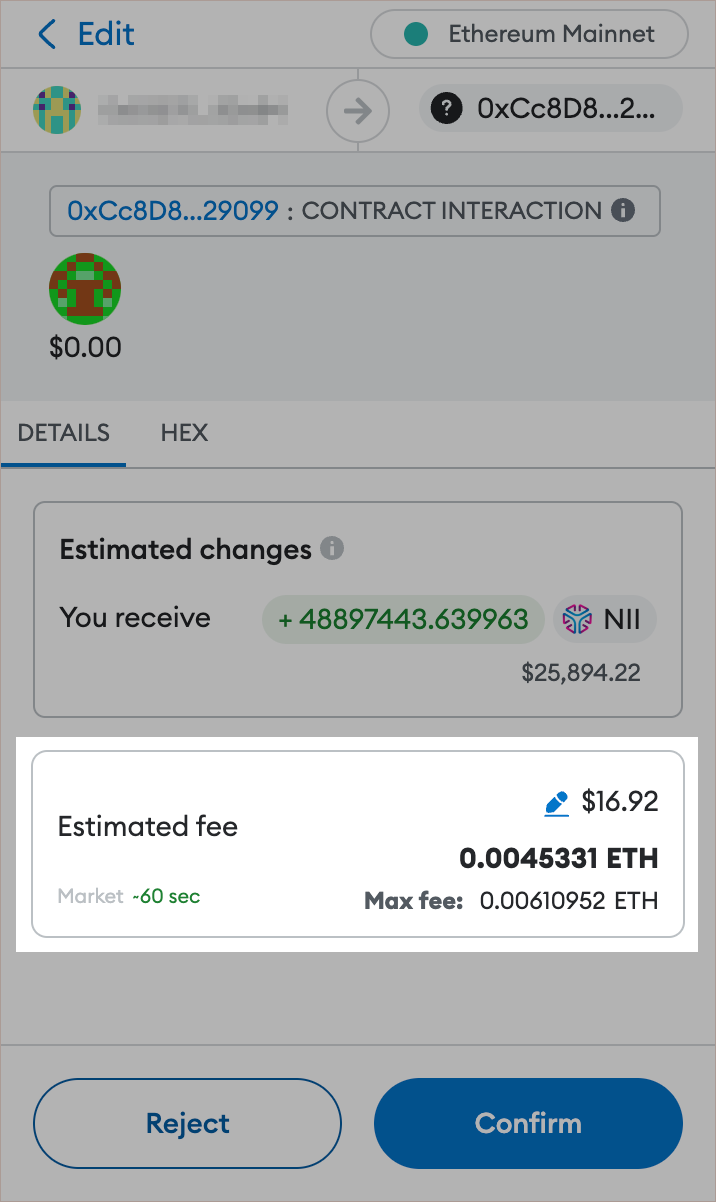 Edit
Ethereum Mainnet
0xCc8D8...2...
0xCc8D8...29099 : CONTRACT INTERACTION
$0.00
DETAILS HEX
Estimated changes
You receive + 48897443.639963 NII
$25,894.22
$16.92
Estimated fee
0.0045331 ETH
Market ~60 sec Max fee: 0.00610952 ETH
Reject Confirm